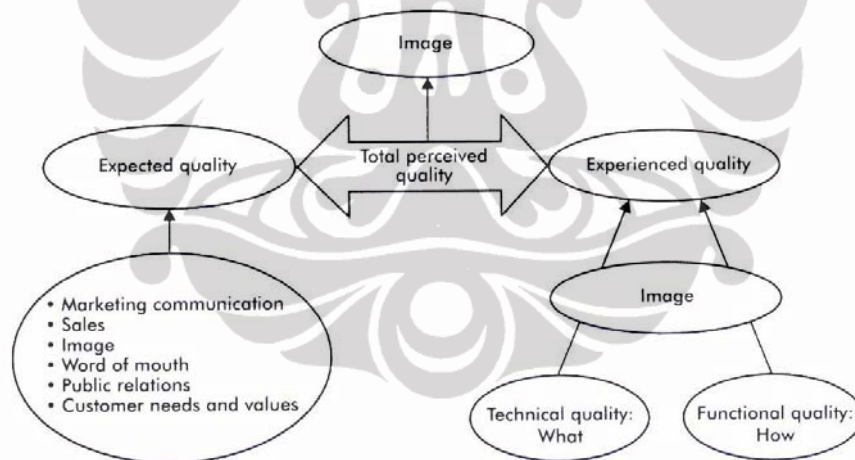 Image
Expected quality
Total perceived
quality
Experienced quality
• Marketing communication
• Sales
• Image
• Word of mouth
• Public relations
• Customer needs and values
Image
Technical quality:
What
Functional quality:
How